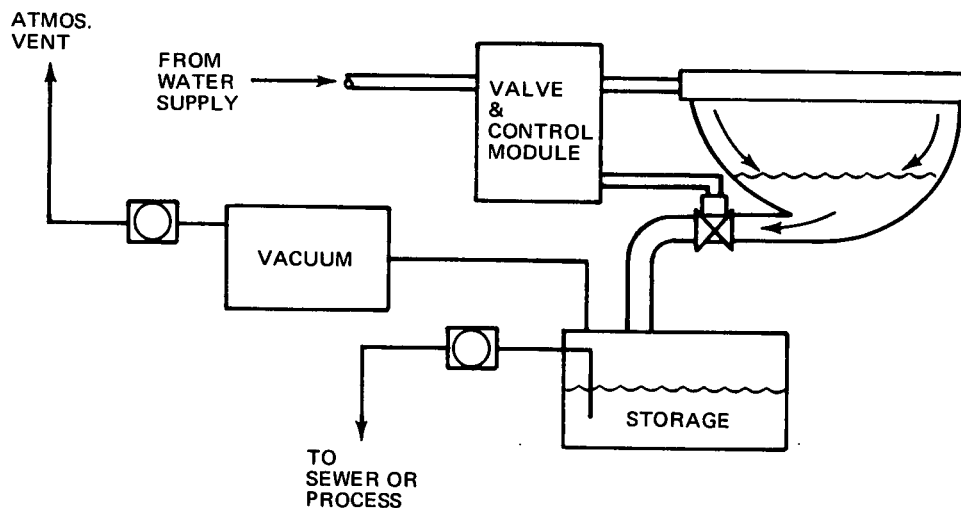 ATMOS.
VENT
FROM
WATER
SUPPLY
VALVE
&
CONTROL
MODULE
VACUUM
STORAGE
TO
SEWER OR
PROCESS